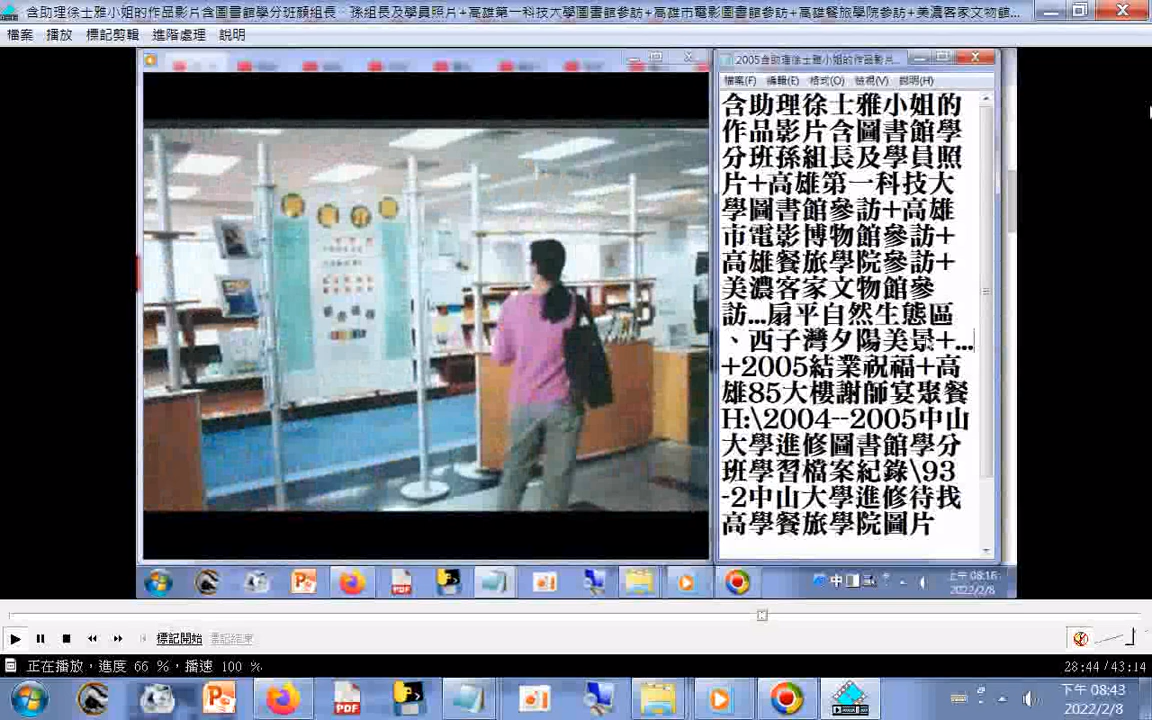 含助理徐士雅小姐的作品影片含圖書館學分班顏組長、孫組長及學員照片+高雄第一科技大學圖書館參訪+高雄市電影圖書館參訪+高雄餐旅學院參訪+美濃客家文物館...
檔案 播放 標記剪輯 進階處理 說明
2005含助理徐士雅小姐的作品影片...
檔案(F) 編輯(E) 格式(O) 檢視(V) 說明(H)
含助理徐士雅小姐的
作品影片含圖書館學
分班孫組長及學員照
片+高雄第一科技大
學圖書館參訪+高雄
市電影博物館參訪+
高雄餐旅學院參訪+
美濃客家文物館參
訪...扇平自然生態區
、西子灣夕陽美景+...
+2005結業祝福+高
雄85大樓謝師宴聚餐
H:\2004--2005中山
大學進修圖書館學分
班學習檔案紀錄\93
-2中山大學進修待找
高學餐旅學院圖片
中
上午 08:16
2022/2/8
標記開始 標記結束
正在播放，進度 66 %，播速 100 %.
28:44 / 43:14
下午 08:43
2022/2/8